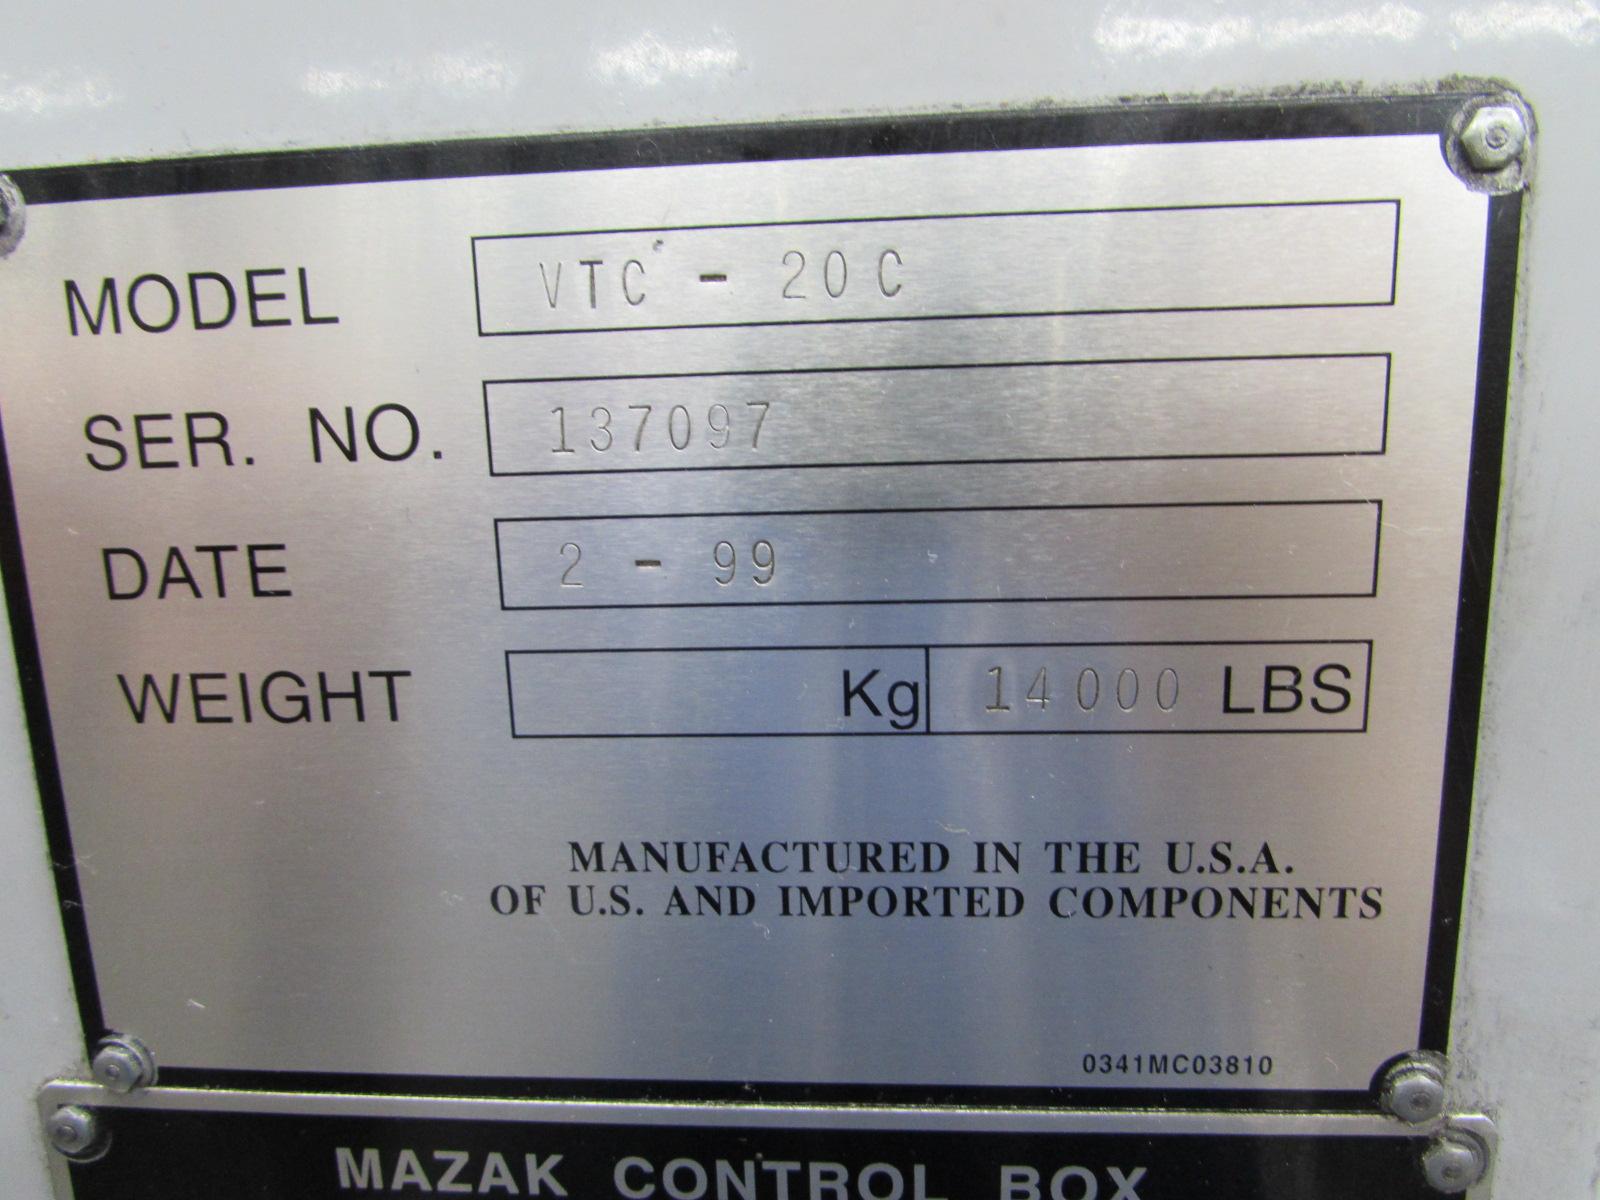 MODEL VTC - 20C
SER. NO. 137097
DATE 2 - 99
WEIGHT Kg 14000 LBS
MANUFACTURED IN THE U.S.A.
OF U.S. AND IMPORTED COMPONENTS
0341MC03810
MAZAK CONTROL BOX